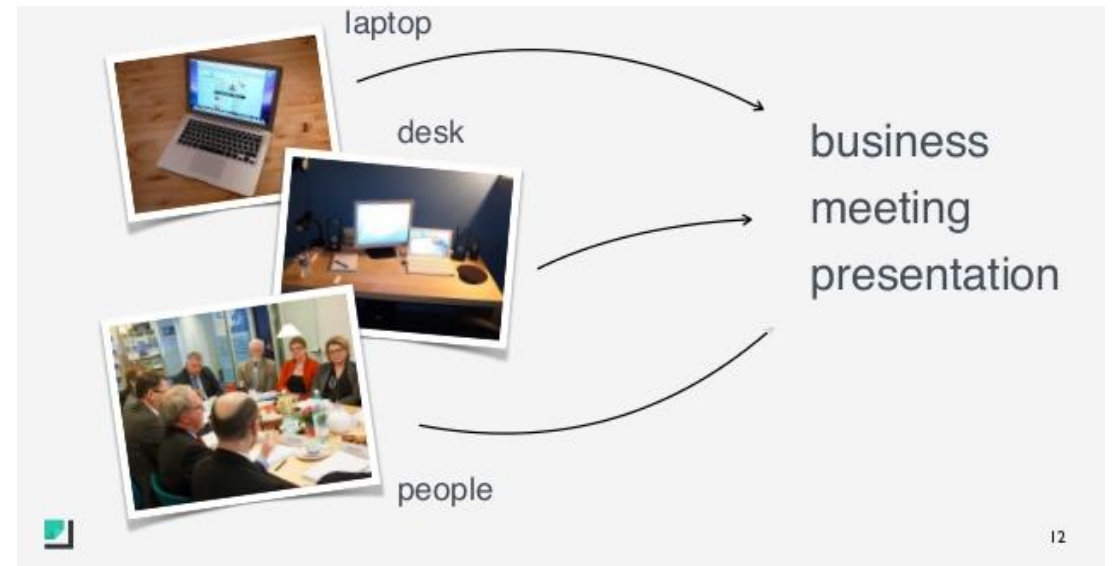 laptop
desk
people
business
meeting
presentation
12